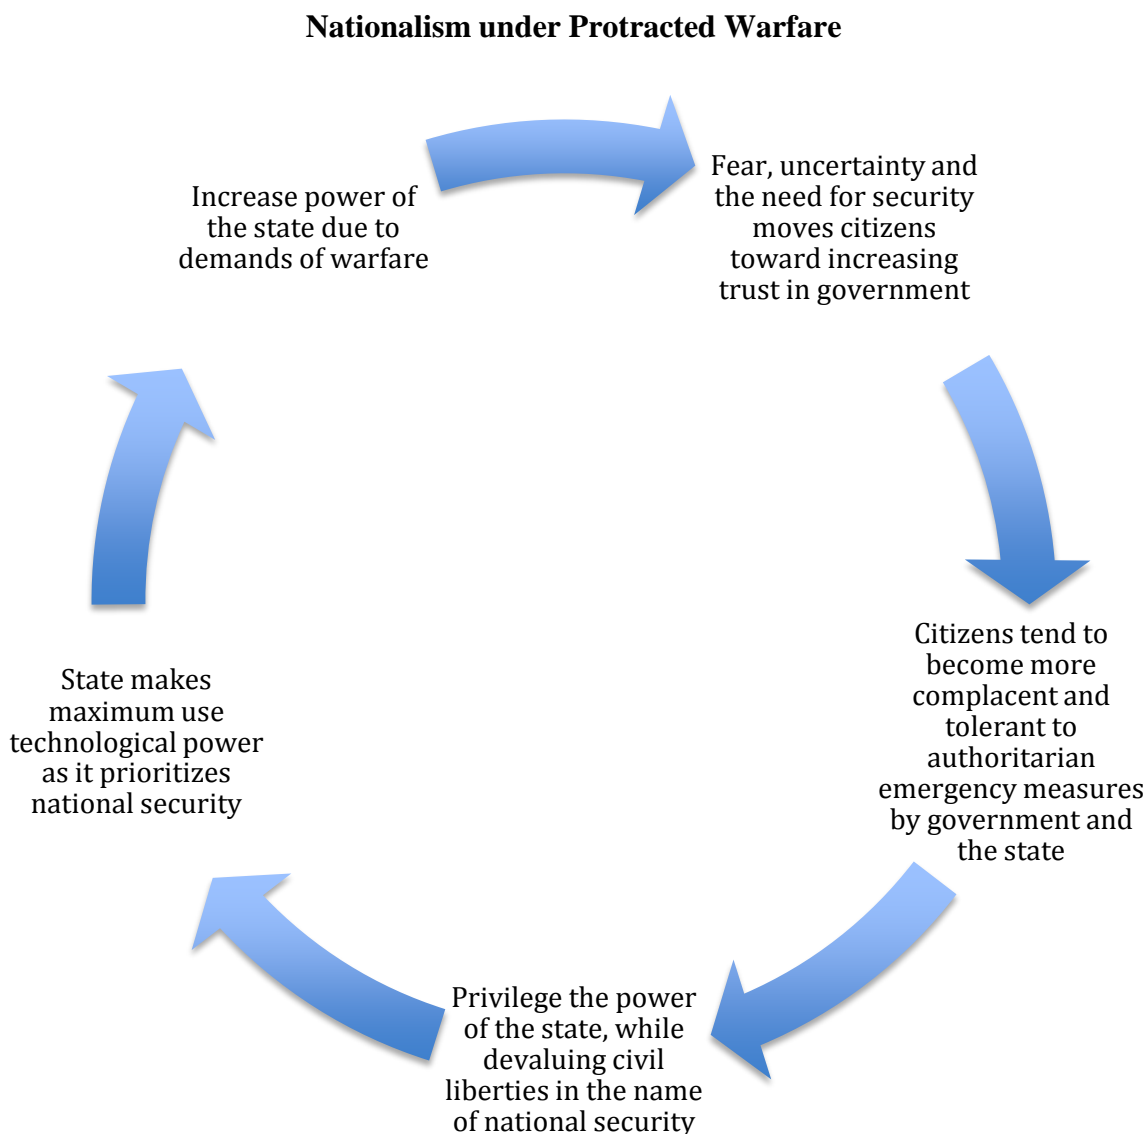 Nationalism under Protracted Warfare
Increase power of
the state due to
demands of warfare
Fear, uncertainty and
the need for security
moves citizens
toward increasing
trust in government
Citizens tend to
become more
complacent and
tolerant to
authoritarian
emergency measures
by government and
the state
Privilege the power
of the state, while
devaluing civil
liberties in the name
of national security
State makes
maximum use
technological power
as it prioritizes
national security